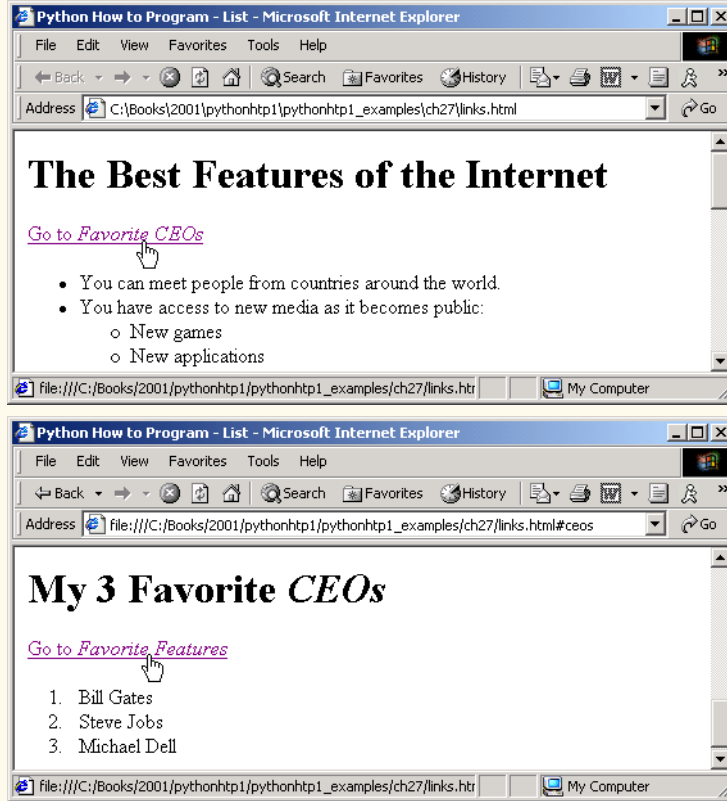 Python How to Program - List - Microsoft Internet Explorer
File Edit View Favorites Tools Help
Back Search Favorites History W »
Address C:\Books\2001\pythonhtp1\pythonhtp1_examples\ch27\links.html Go
The Best Features of the Internet
Go to Favorite CEOs
• You can meet people from countries around the world.
• You have access to new media as it becomes public:
o New games
o New applications
file:///C:/Books/2001/pythonhtp1/pythonhtp1_examples/ch27/links.htr My Computer
Python How to Program - List - Microsoft Internet Explorer
File Edit View Favorites Tools Help
Back Search Favorites History W »
Address file:///C:/Books/2001/pythonhtp1/pythonhtp1_examples/ch27/links.html#ceos Go
My 3 Favorite CEOs
Go to Favorite Features
1. Bill Gates
2. Steve Jobs
3. Michael Dell
file:///C:/Books/2001/pythonhtp1/pythonhtp1_examples/ch27/links.htr My Computer